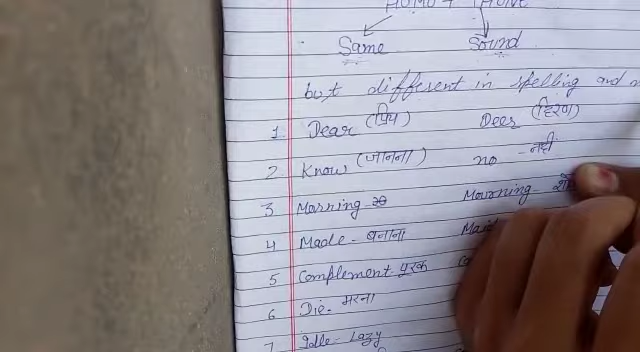 Same Sound
but different in spelling and
1. Dear (प्रिय) Deer (हिरण)
2. Know (जानना) no - नहीं
3 Morning Mourning -
4 Made - बनाना
5 Complement पूरक
6 Die - मरना
7 Idle - Lazy